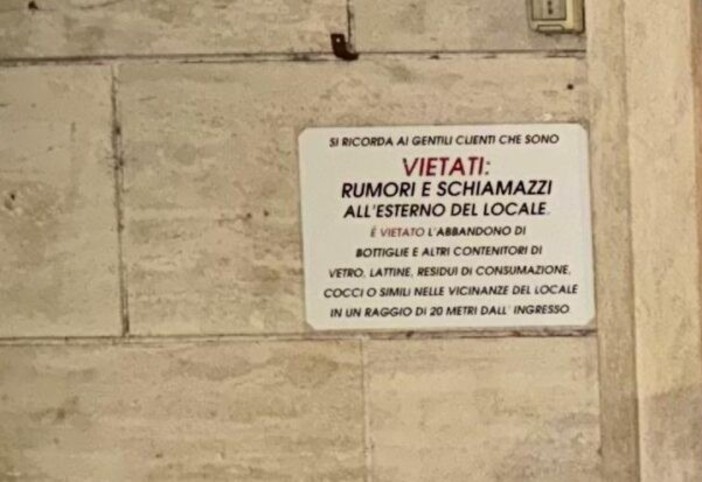 SI RICORDA AI GENTILI CLIENTI CHE SONO
VIETATI:
RUMORI E SCHIAMAZZI
ALL'ESTERNO DEL LOCALE.
É VIETATO L'ABBANDONO DI
BOTTIGLIE E ALTRI CONTENITORI DI
VETRO, LATTINE, RESIDUI DI CONSUMAZIONE,
COCCI O SIMILI NELLE VICINANZE DEL LOCALE
IN UN RAGGIO DI 20 METRI DALL' INGRESSO